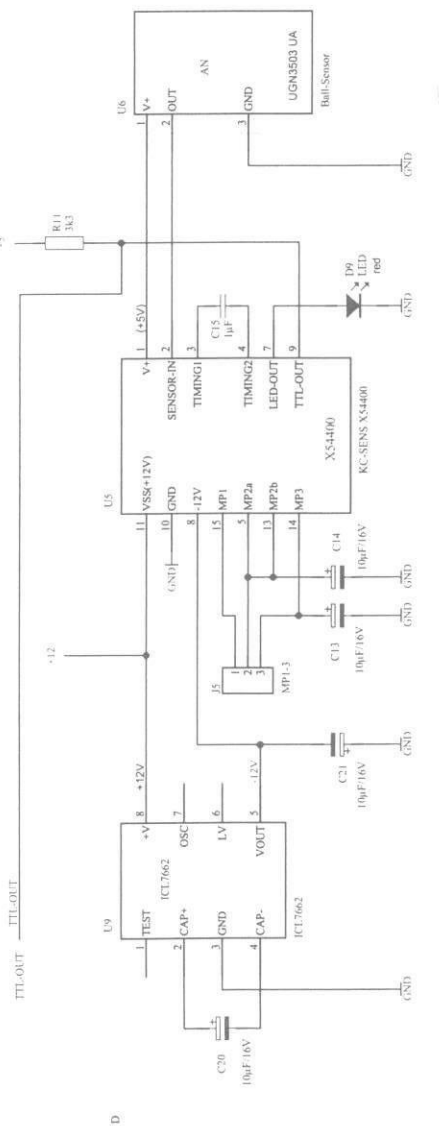 TTL-OUT
TTL-OUT
R11
3k3
+12V
(+5V)
U9
1 TEST
2 CAP+
3 GND
4 CAP-
+V 8
OSC 7
LV 6
VOUT 5
ICL7662
ICL7662
C20
10µF/16V
GND
-12V
C21
10µF/16V
GND
J5
1
2
3
MP1-3
C13
10µF/16V
GND
C14
10µF/16V
GND
U5
11 VSS(+12V)
10 GND
GND
8 -12V
15 MP1
5 MP2a
13 MP2b
14 MP3
V+ 1
SENSOR-IN 2
TIMING1 3
TIMING2 4
LED-OUT 7
TTL-OUT 9
X54400
KC-SENS X54400
C15
1µF
D9
LED
red
GND
U6
1 V+
2 OUT
3 GND
AN
UGN3503 UA
Ball-Sensor
GND
D